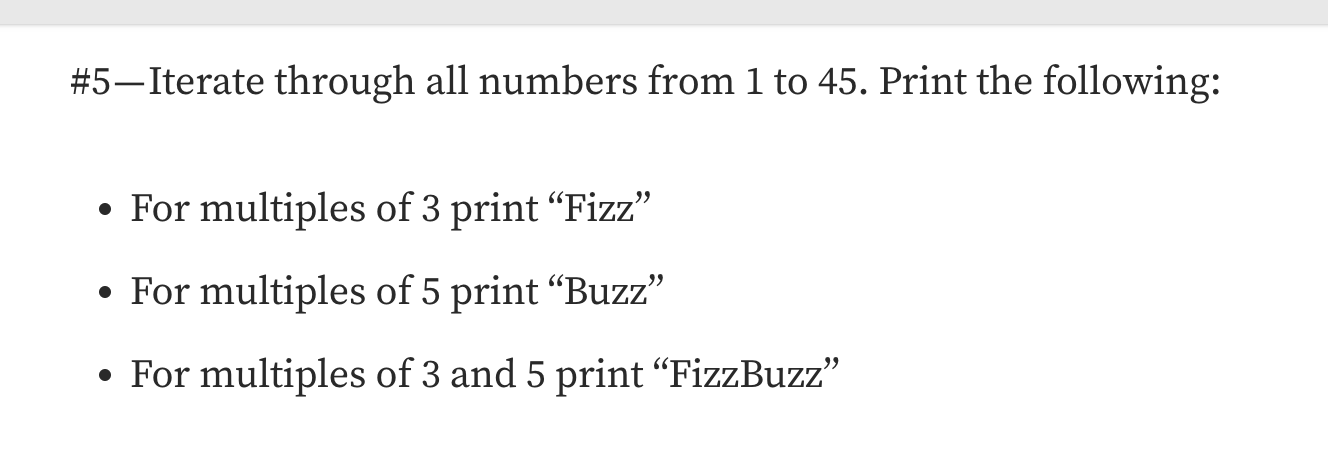 #5—Iterate through all numbers from 1 to 45. Print the following:
• For multiples of 3 print “Fizz”
• For multiples of 5 print “Buzz”
• For multiples of 3 and 5 print “FizzBuzz”